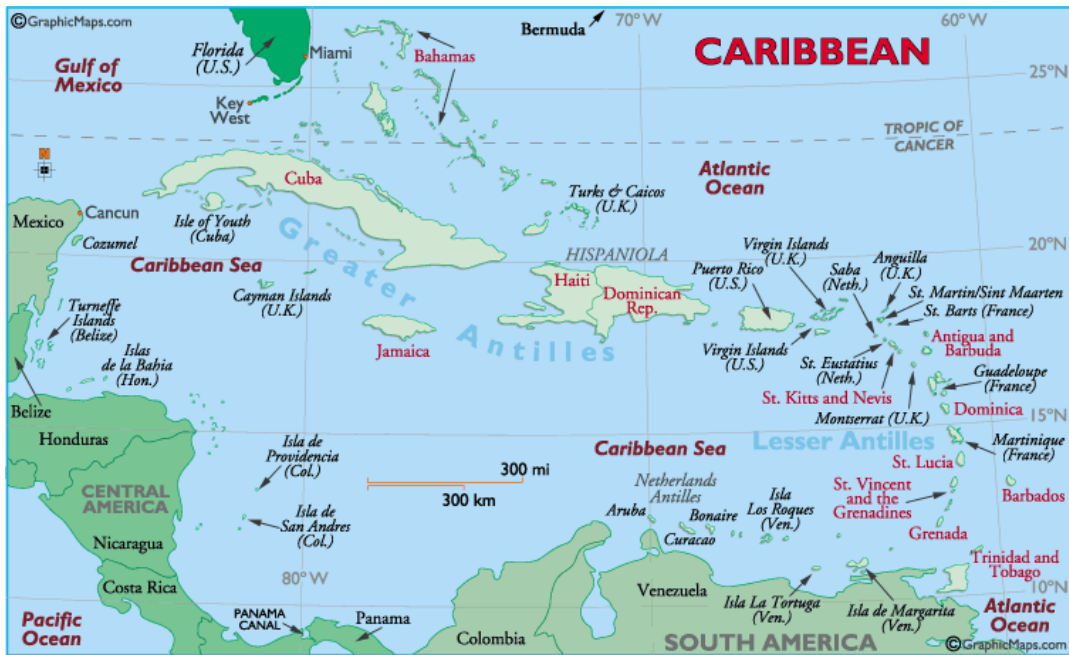 ©GraphicMaps.com
Bermuda
70°W
60°W
CARIBBEAN
Florida
(U.S.)
Miami
Bahamas
Gulf of
Mexico
25°N
Key
West
TROPIC OF
CANCER
Atlantic
Ocean
Cuba
Turks & Caicos
(U.K.)
Mexico
Cancun
Isle of Youth
(Cuba)
Cozumel
Greater
Caribbean Sea
HISPANIOLA
Virgin Islands
(U.K.)
Anguilla
(U.K.)
20°N
Puerto Rico
(U.S.)
Saba
(Neth.)
Haiti
Dominican
Rep.
St. Martin/Sint Maarten
St. Barts (France)
Cayman Islands
(U.K.)
Turneffe
Islands
(Belize)
Jamaica
Antilles
Virgin Islands
(U.S.)
St. Eustatius
(Neth.)
Antigua and
Barbuda
Islas
de la Bahia
(Hon.)
Guadeloupe
(France)
St. Kitts and Nevis
Montserrat (U.K.)
Dominica
15°N
Belize
Honduras
Isla de
Providencia
(Col.)
Caribbean Sea
Lesser Antilles
Martinique
(France)
300 mi
300 km
St. Lucia
Netherlands
Antilles
St. Vincent
and the
Grenadines
Barbados
CENTRAL
AMERICA
Isla de
San Andres
(Col.)
Aruba
Curacao
Bonaire
Isla
Los Roques
(Ven.)
Grenada
Nicaragua
Trinidad and
Tobago
80°W
10°N
Costa Rica
Venezuela
Isla La Tortuga
(Ven.)
Isla de Margarita
(Ven.)
Atlantic
Ocean
Pacific
Ocean
PANAMA
CANAL
Panama
Colombia
SOUTH AMERICA
©GraphicMaps.com